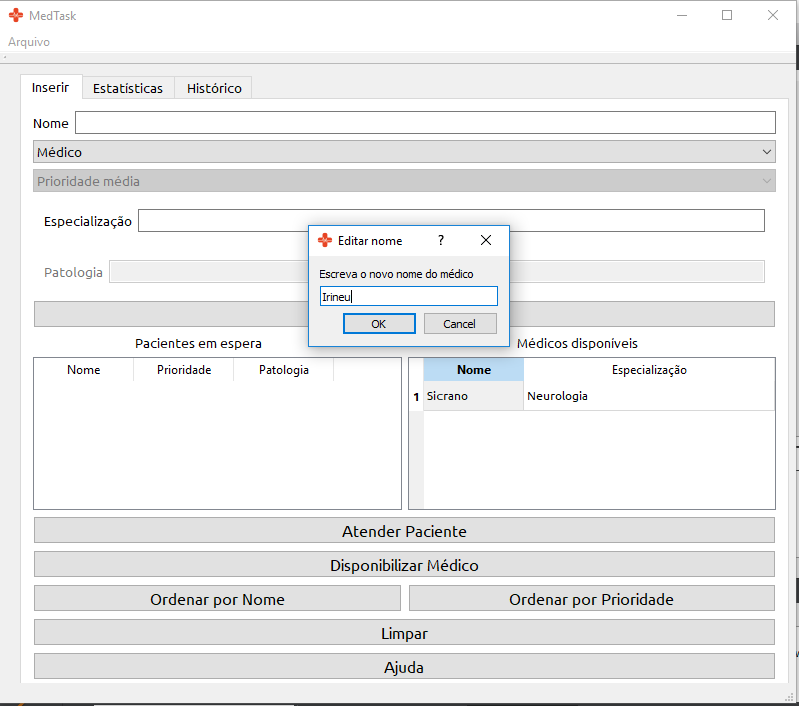 MedTask
Arquivo
Inserir Estatísticas Histórico
Nome
Médico
Prioridade média
Especialização
Patologia
Editar nome ?
Escreva o novo nome do médico
Irineu
OK Cancel
Pacientes em espera Médicos disponíveis
Nome Prioridade Patologia Nome Especialização
1 Sicrano Neurologia
Atender Paciente
Disponibilizar Médico
Ordenar por Nome Ordenar por Prioridade
Limpar
Ajuda